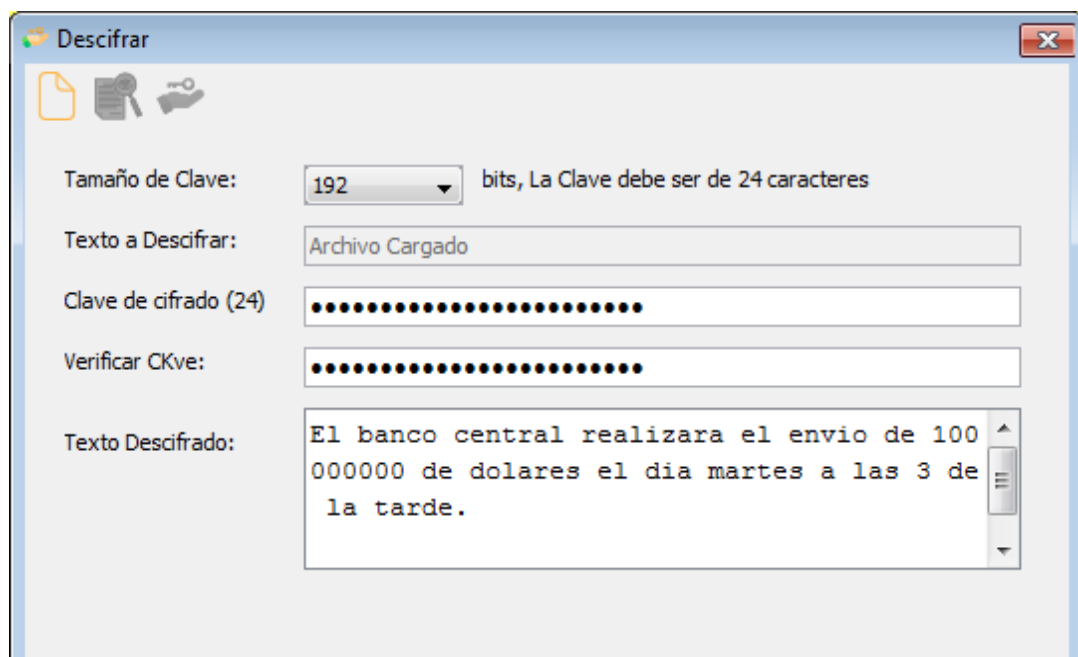 Descifrar
Tamaño de Clave: 192 bits, La Clave debe ser de 24 caracteres
Texto a Descifrar: Archivo Cargado
Clave de cifrado (24) ••••••••••••••••••••••••
Verificar CKve: ••••••••••••••••••••••••
Texto Descifrado: El banco central realizara el envio de 100
000000 de dolares el dia martes a las 3 de
la tarde.